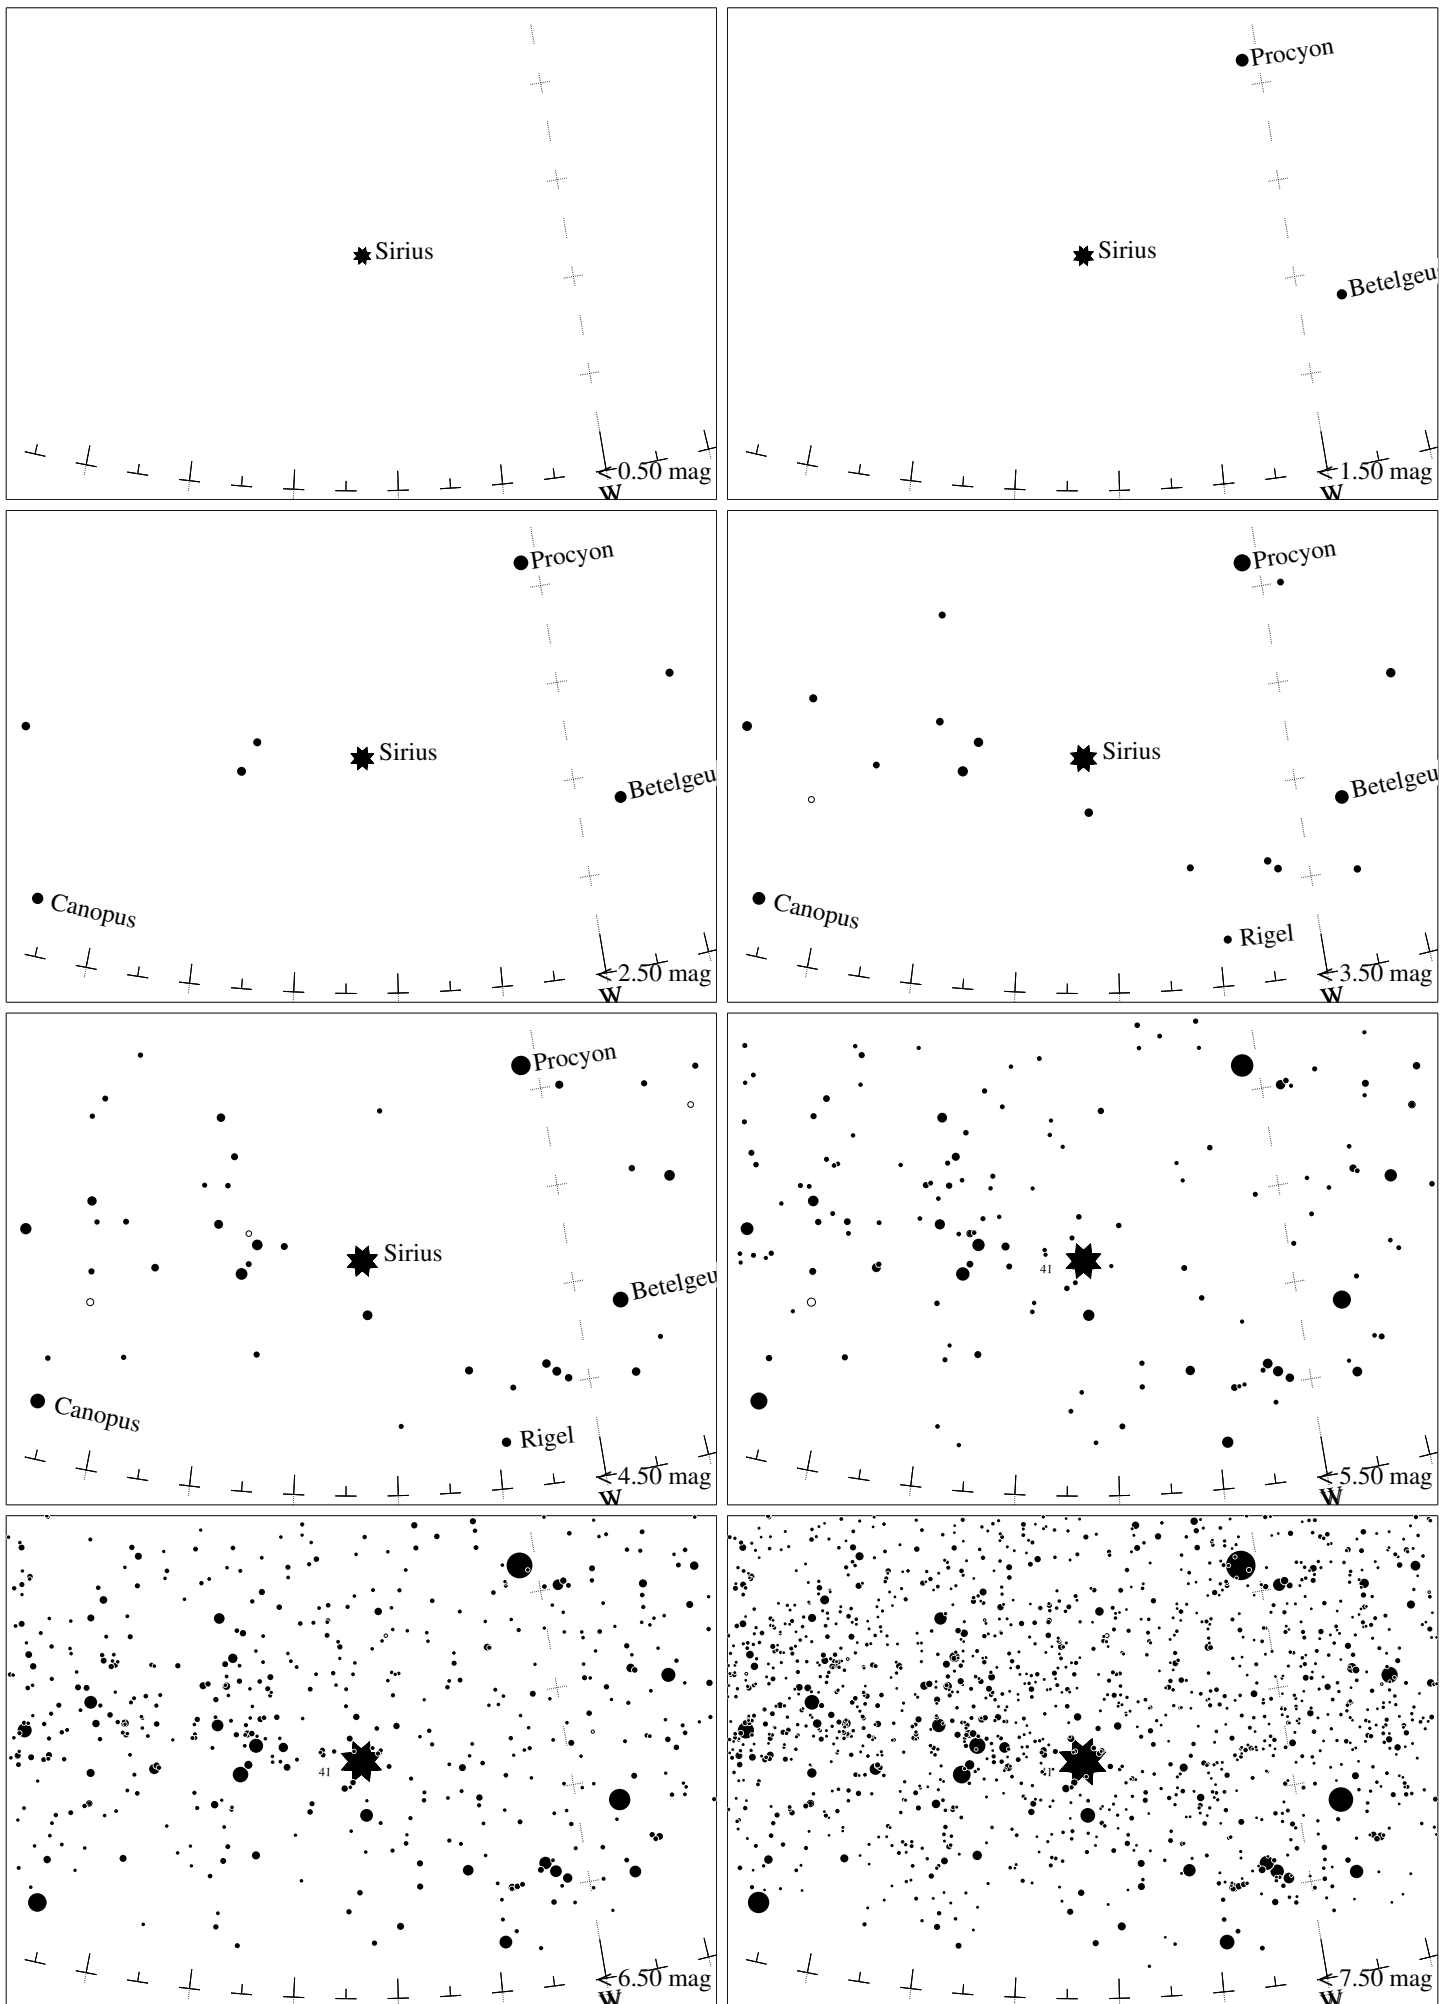 Sirius
<0.50 mag
W
Procyon
Sirius
Betelgeu
<1.50 mag
W
Procyon
Sirius
Betelgeu
Canopus
<2.50 mag
W
Procyon
Sirius
Betelgeu
Canopus
Rigel
<3.50 mag
W
Procyon
Sirius
Betelgeu
Canopus
Rigel
<4.50 mag
W
41
<5.50 mag
W
41
<6.50 mag
W
41
<7.50 mag
W